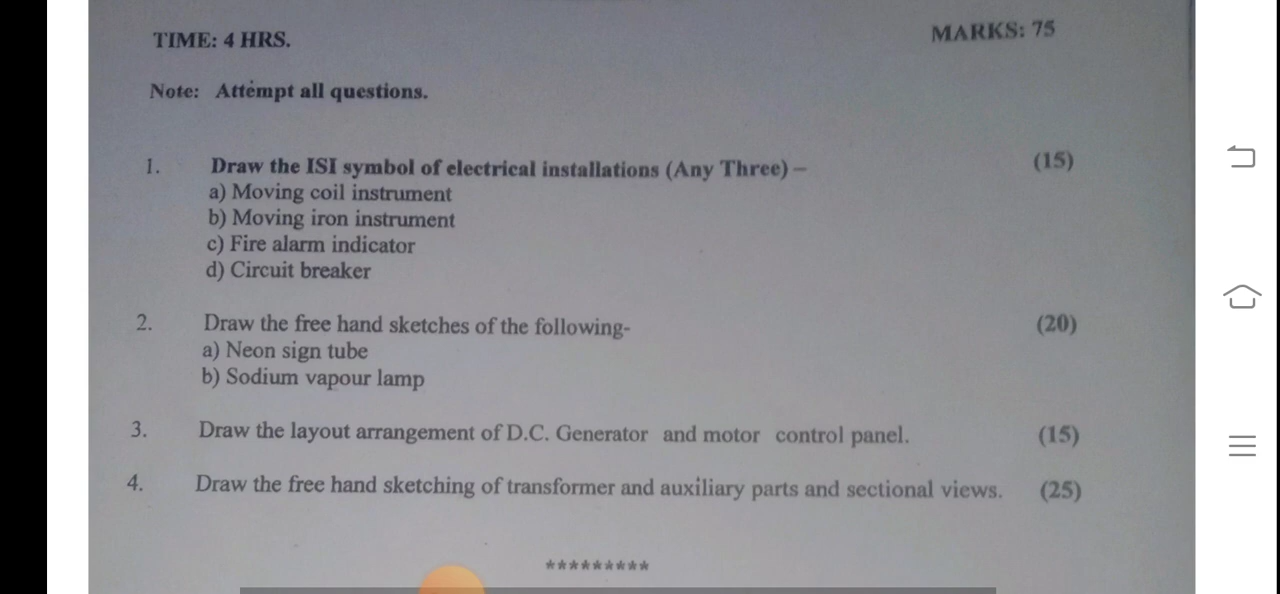 TIME: 4 HRS. MARKS: 75
Note: Attempt all questions.
1. Draw the ISI symbol of electrical installations (Any Three) – (15)
a) Moving coil instrument
b) Moving iron instrument
c) Fire alarm indicator
d) Circuit breaker
2. Draw the free hand sketches of the following- (20)
a) Neon sign tube
b) Sodium vapour lamp
3. Draw the layout arrangement of D.C. Generator and motor control panel. (15)
4. Draw the free hand sketching of transformer and auxiliary parts and sectional views. (25)
*********